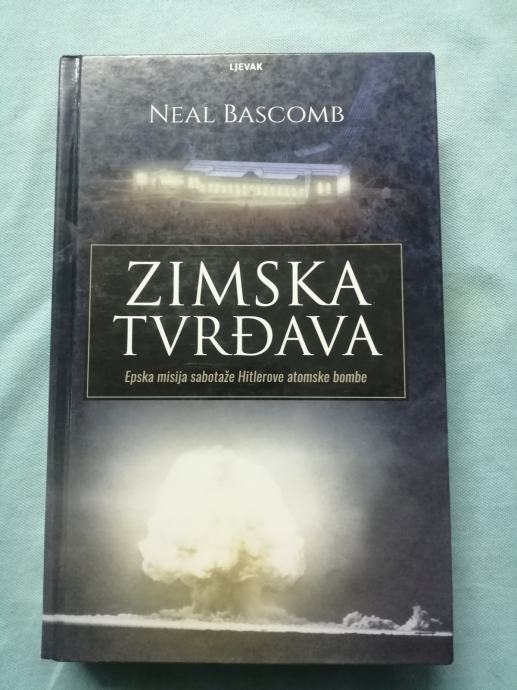 LJEVAK
NEAL BASCOMB
ZIMSKA
TVRĐAVA
Epska misija sabotaže Hitlerove atomske bombe